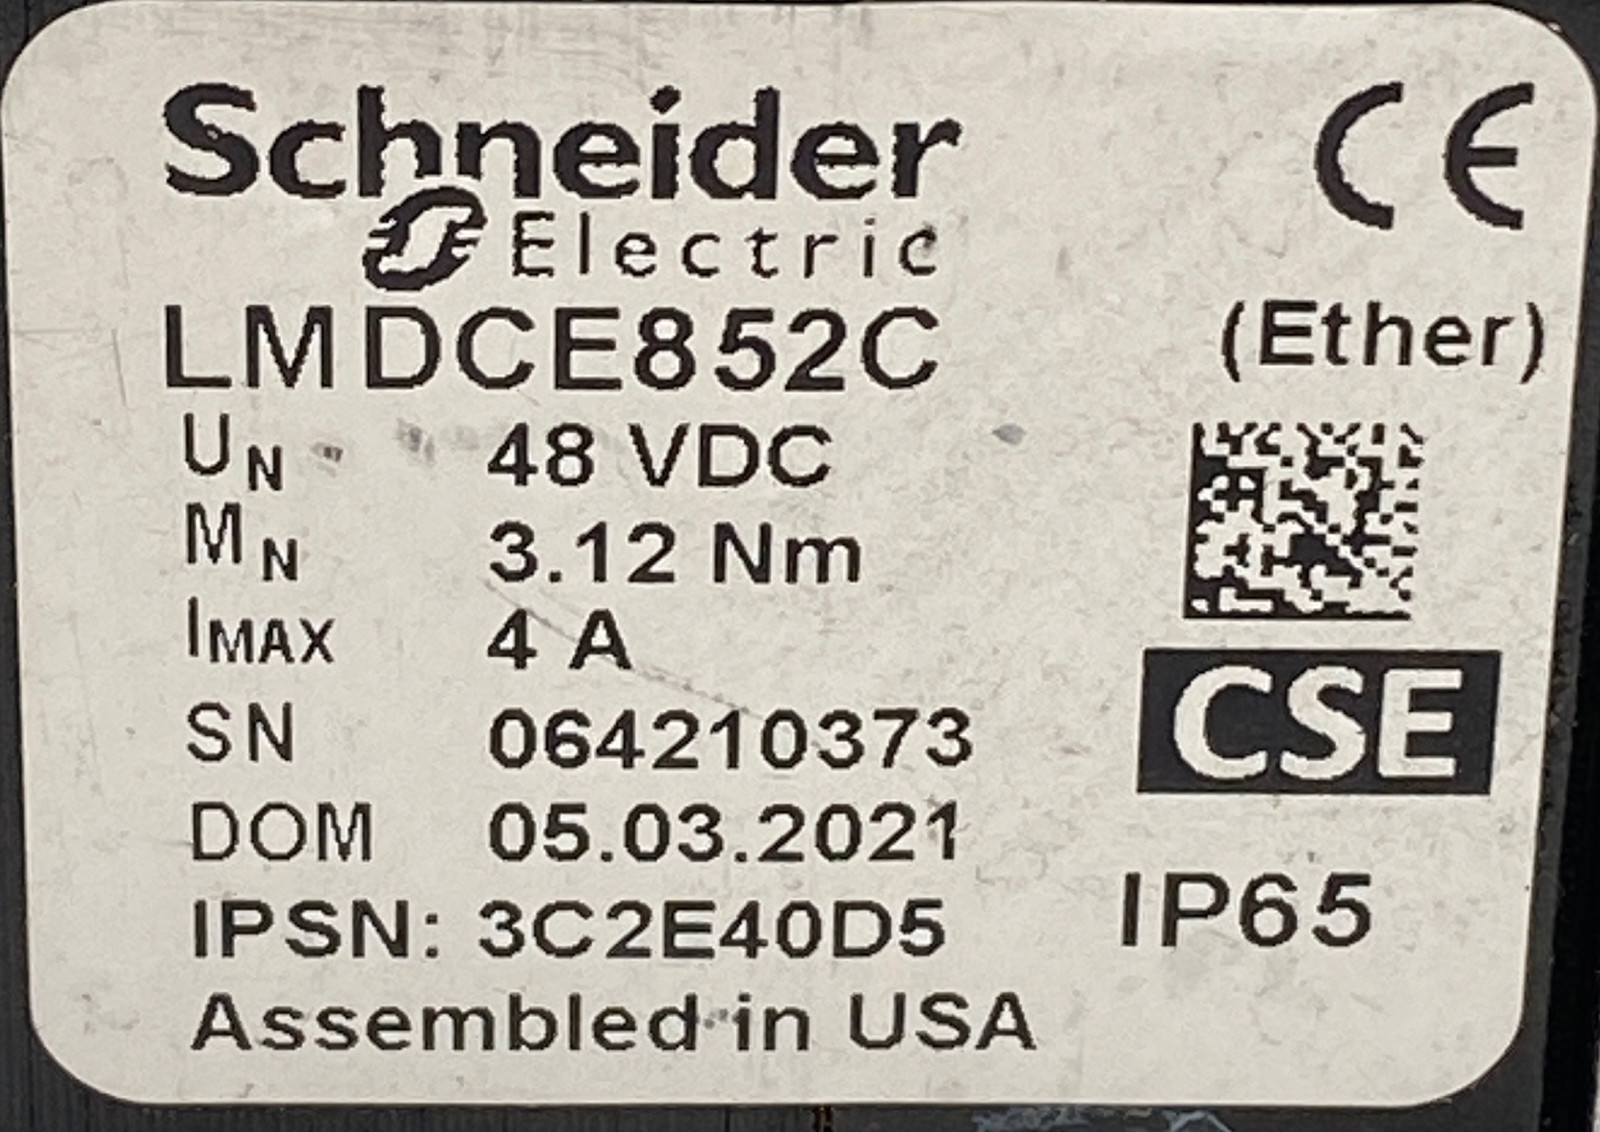 Schneider
Electric
CE
LMDCE852C
(Ether)
UN 48 VDC
MN 3.12 Nm
IMAX 4 A
SN 064210373
CSE
DOM 05.03.2021
IPSN: 3C2E40D5
IP65
Assembled in USA